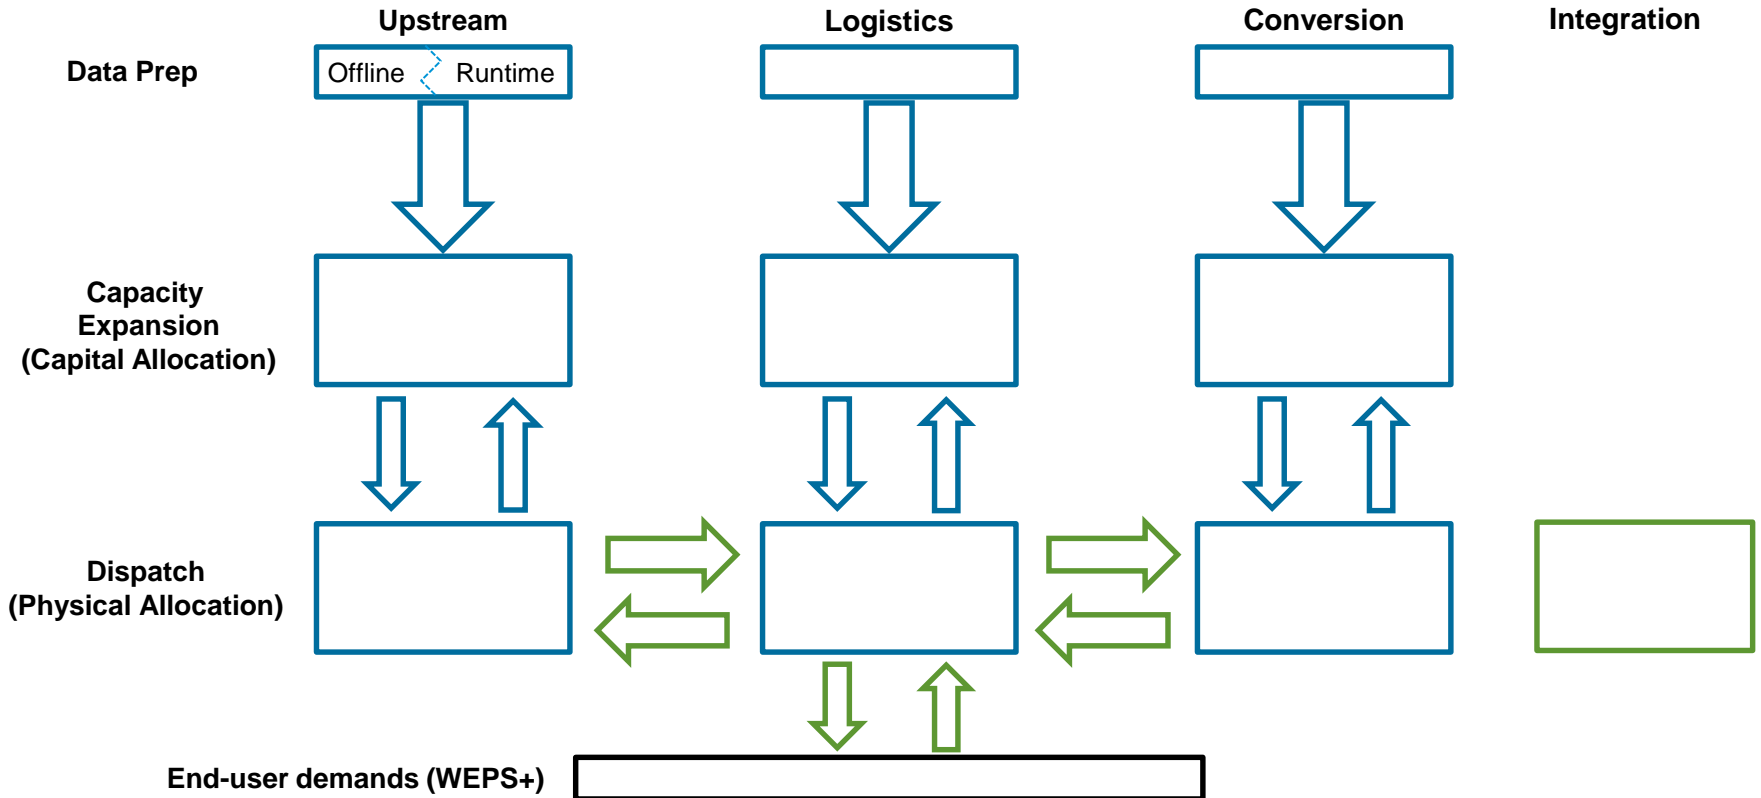 Upstream
Logistics
Conversion
Integration
Data Prep
Offline
Runtime
Capacity
Expansion
(Capital Allocation)
Dispatch
(Physical Allocation)
End-user demands (WEPS+)